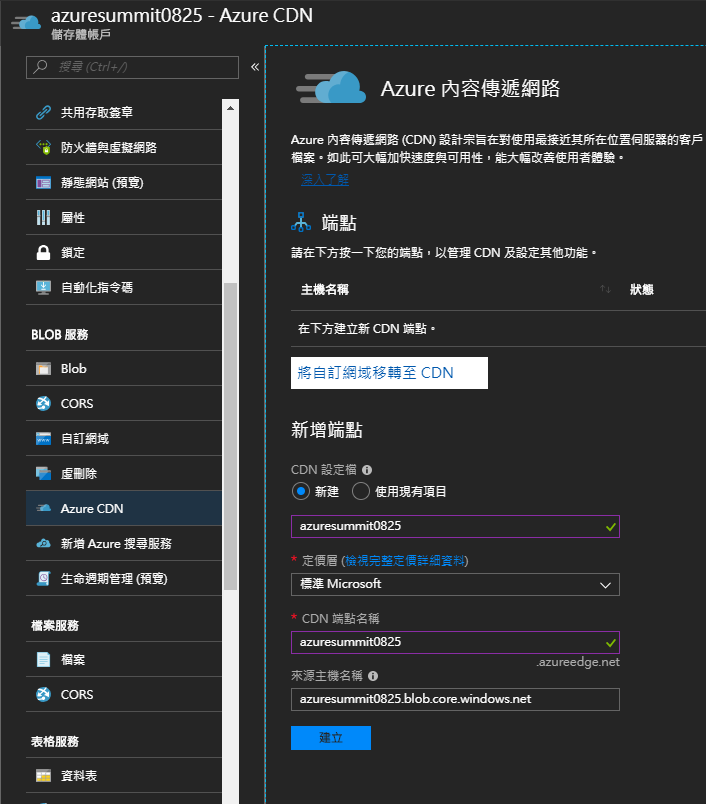 azuresummit0825 - Azure CDN
儲存體帳戶
搜尋 (Ctrl+/)
«
共用存取簽章
防火牆與虛擬網路
靜態網站 (預覽)
屬性
鎖定
自動化指令碼
BLOB 服務
Blob
CORS
自訂網域
虛刪除
Azure CDN
新增 Azure 搜尋服務
生命週期管理 (預覽)
檔案服務
檔案
CORS
表格服務
資料表
Azure 內容傳遞網路
Azure 內容傳遞網路 (CDN) 設計宗旨在對使用最接近其所在位置伺服器的客戶
檔案。如此可大幅加快速度與可用性，能大幅改善使用者體驗。
深入了解
端點
請在下方按一下您的端點，以管理 CDN 及設定其他功能。
主機名稱 ↑↓ 狀態
在下方建立新 CDN 端點。
將自訂網域移轉至 CDN
新增端點
CDN 設定檔
新建 使用現有項目
azuresummit0825
* 定價層 (檢視完整定價詳細資料)
標準 Microsoft
* CDN 端點名稱
azuresummit0825
.azureedge.net
來源主機名稱
azuresummit0825.blob.core.windows.net
建立